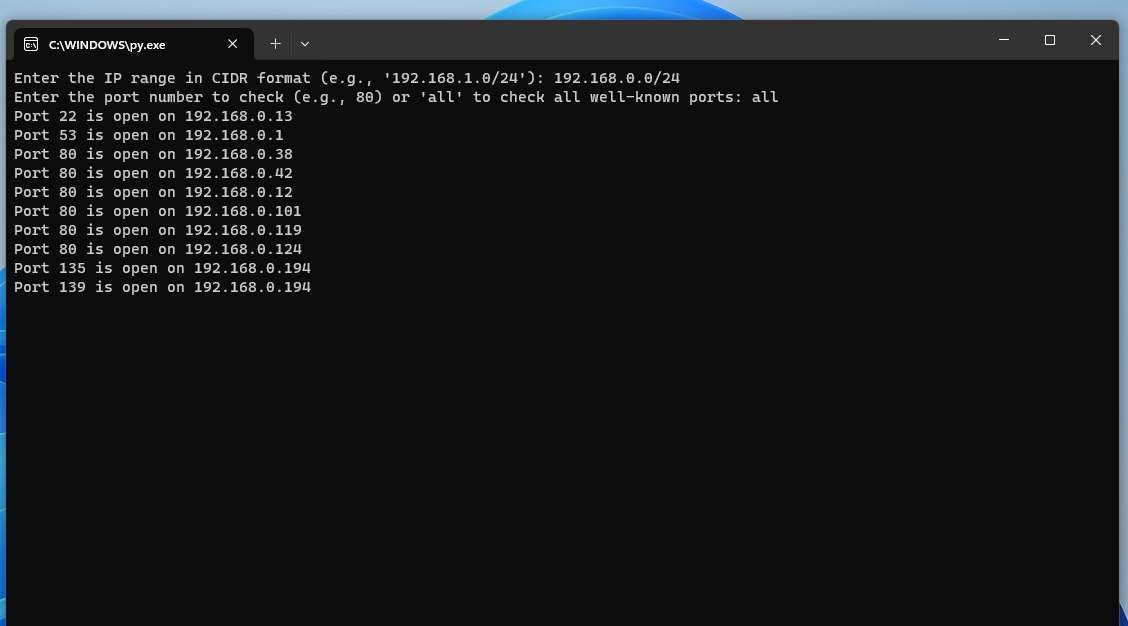 C:\WINDOWS\py.exe
Enter the IP range in CIDR format (e.g., '192.168.1.0/24'): 192.168.0.0/24
Enter the port number to check (e.g., 80) or 'all' to check all well-known ports: all
Port 22 is open on 192.168.0.13
Port 53 is open on 192.168.0.1
Port 80 is open on 192.168.0.38
Port 80 is open on 192.168.0.42
Port 80 is open on 192.168.0.12
Port 80 is open on 192.168.0.101
Port 80 is open on 192.168.0.119
Port 80 is open on 192.168.0.124
Port 135 is open on 192.168.0.194
Port 139 is open on 192.168.0.194